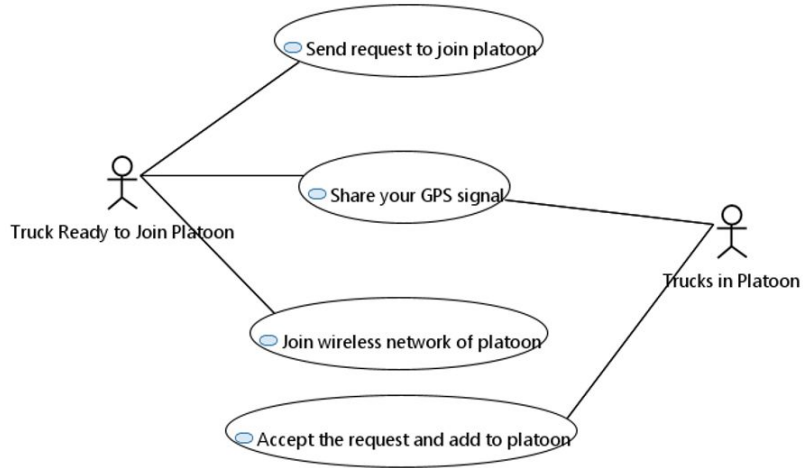 Send request to join platoon
Share your GPS signal
Truck Ready to Join Platoon
Trucks in Platoon
Join wireless network of platoon
Accept the request and add to platoon